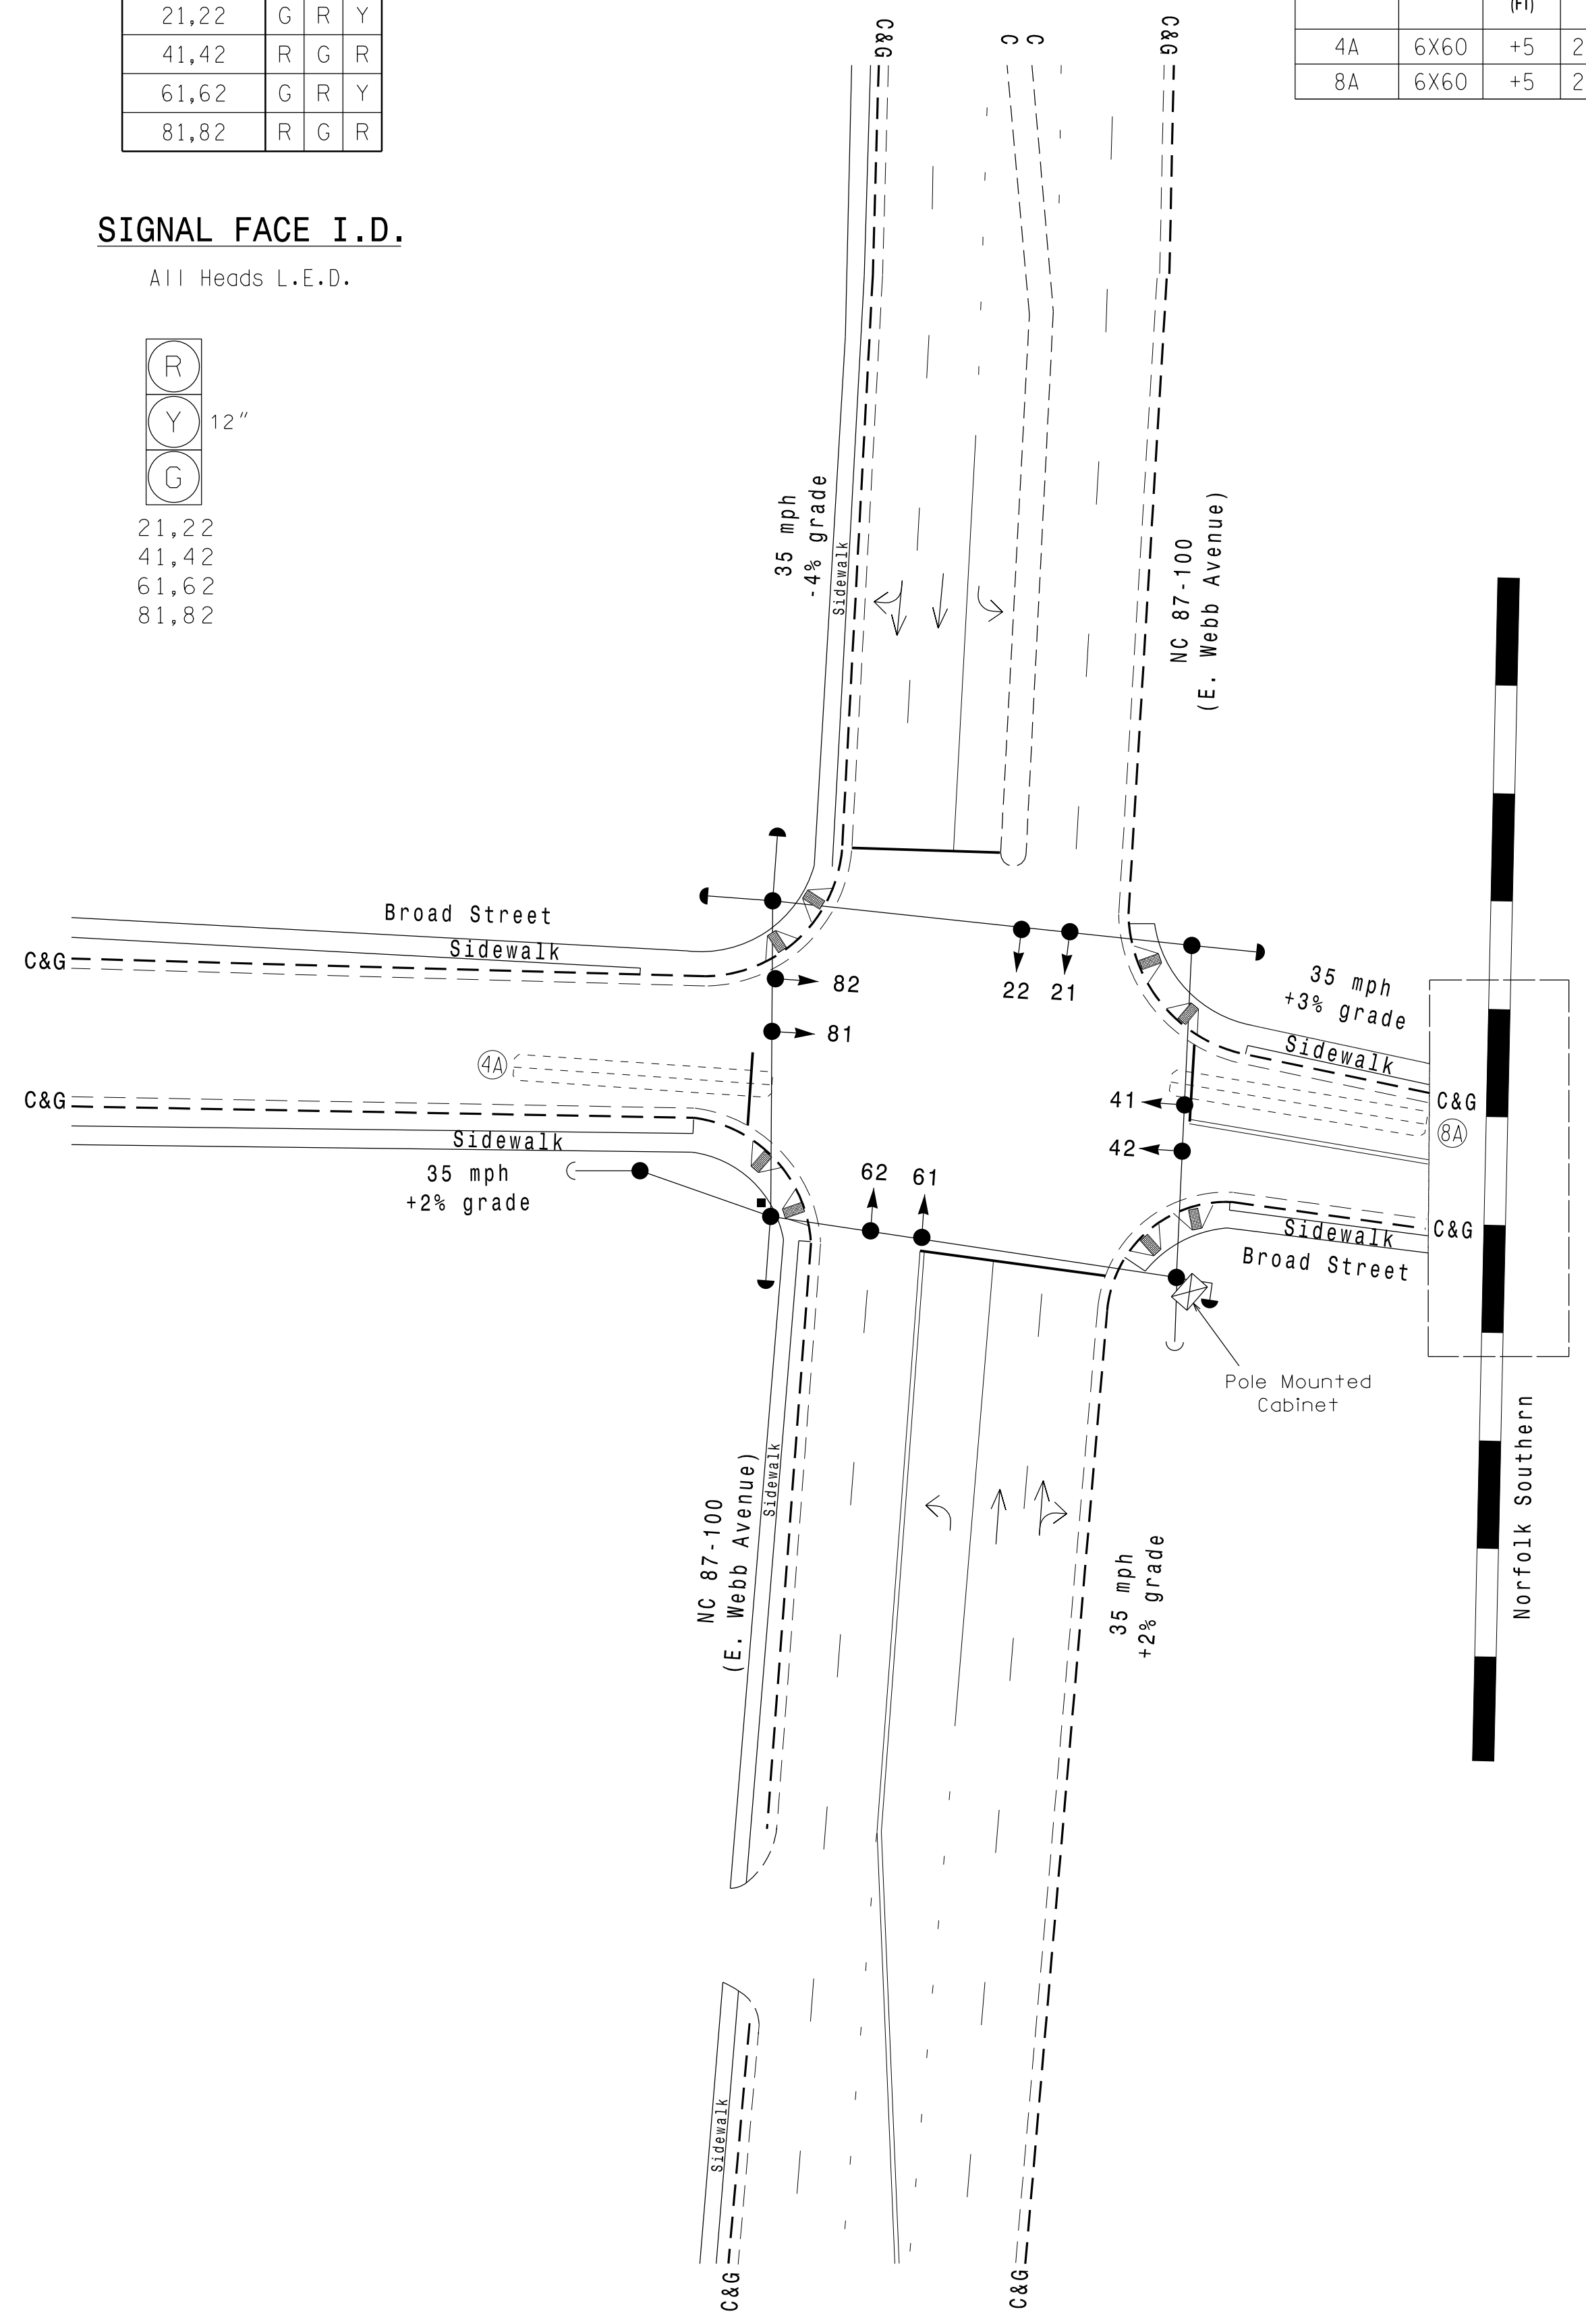 21,22 G R Y
41,42 R G R
61,62 G R Y
81,82 R G R
(FT)
4A 6X60 +5 2
8A 6X60 +5 2
SIGNAL FACE I.D.
All Heads L.E.D.
R
Y 12"
G
21,22
41,42
61,62
81,82
C&G
C
C
C&G
35 mph
-4% grade
Sidewalk
NC 87-100
(E. Webb Avenue)
Broad Street
Sidewalk
C&G
82
81
22
21
35 mph
+3% grade
Sidewalk
4A
C&G
41
C&G
8A
42
Sidewalk
35 mph
+2% grade
62
61
C&G
Sidewalk
Broad Street
Pole Mounted
Cabinet
Norfolk Southern
NC 87-100
(E. Webb Avenue)
Sidewalk
35 mph
+2% grade
Sidewalk
C&G
C&G